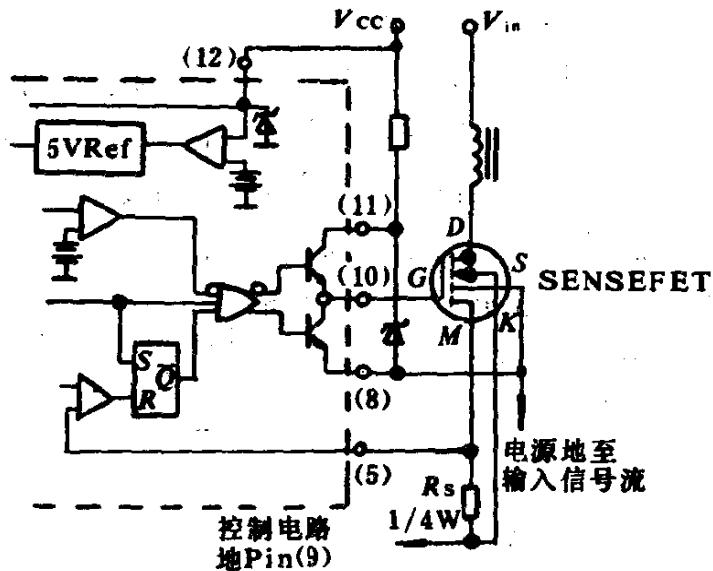 VCC
Vin
(12)
5VRef
(11)
D
(10)
G
S
SENSEFET
M
K
S
Q̄
R
(8)
(5)
电源地至
输入信号流
Rs
1/4W
控制电路
地Pin(9)